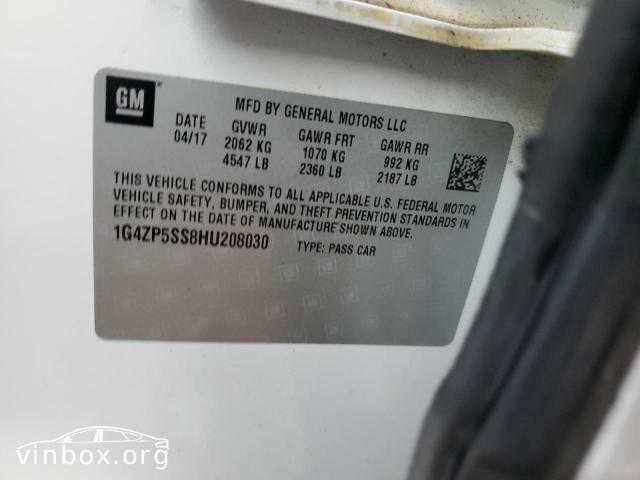 GM
MFD BY GENERAL MOTORS LLC
DATE GVWR GAWR FRT GAWR RR
04/17 2062 KG 1070 KG 992 KG
4547 LB 2360 LB 2187 LB
THIS VEHICLE CONFORMS TO ALL APPLICABLE U.S. FEDERAL MOTOR
VEHICLE SAFETY, BUMPER, AND THEFT PREVENTION STANDARDS IN
EFFECT ON THE DATE OF MANUFACTURE SHOWN ABOVE.
1G4ZP5SS8HU208030 TYPE: PASS CAR
vinbox.org